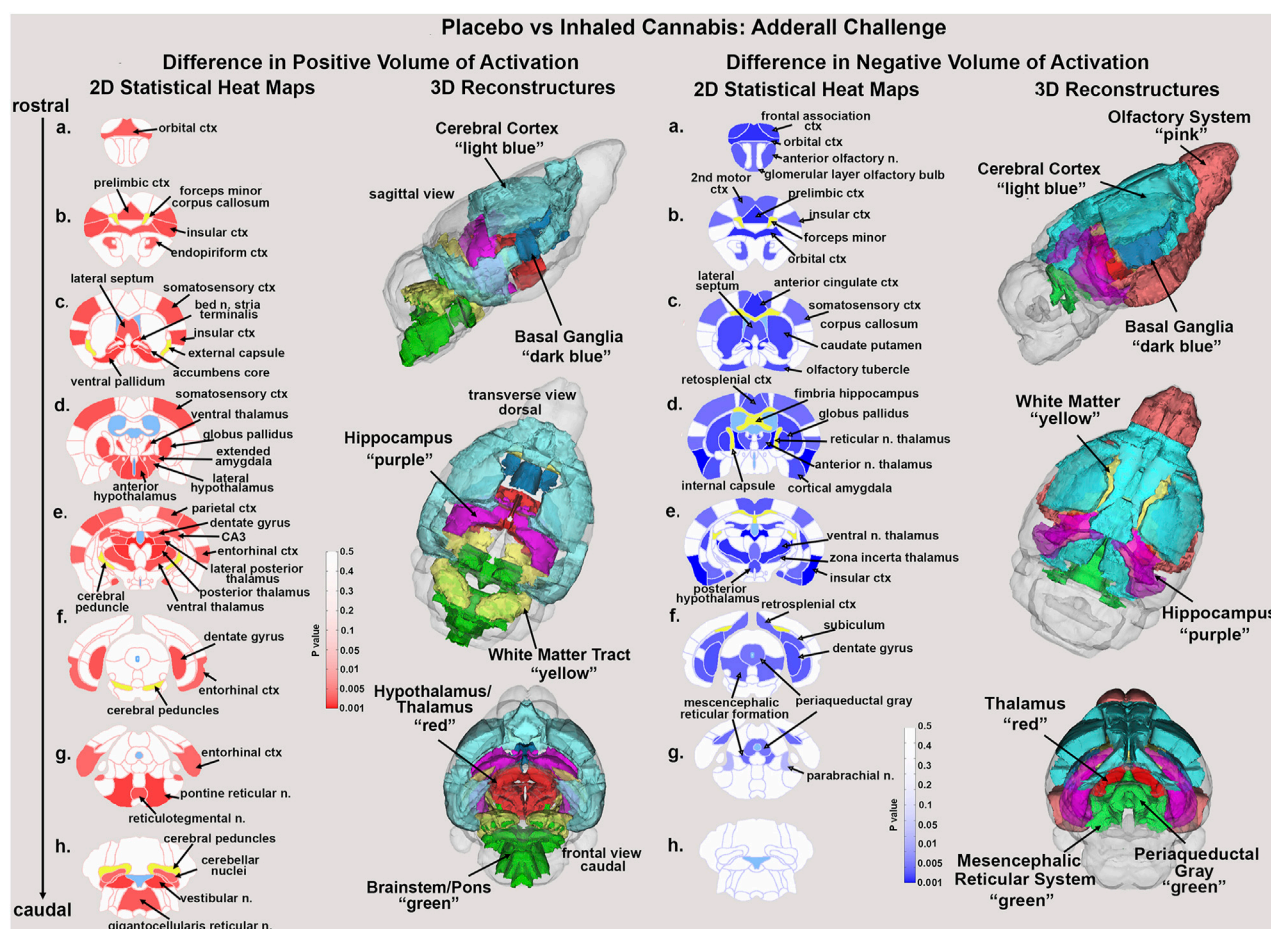 Placebo vs Inhaled Cannabis: Adderall Challenge
Difference in Positive Volume of Activation
2D Statistical Heat Maps
3D Reconstructures
rostral
a.
orbital ctx
prelimbic ctx
forceps minor
corpus callosum
b.
insular ctx
endopiriform ctx
lateral septum
c.
somatosensory ctx
bed n, stria
terminalis
insular ctx
external capsule
accumbens core
ventral pallidum
somatosensory ctx
d.
ventral thalamus
globus pallidus
extended
amygdala
lateral
hypothalamus
anterior
hypothalamus
e.
parietal ctx
dentate gyrus
CA3
entorhinal ctx
lateral posterior
thalamus
posterior thalamus
ventral thalamus
cerebral
peduncle
f.
dentate gyrus
entorhinal ctx
cerebral peduncles
g.
entorhinal ctx
pontine reticular n.
reticulotegmental n.
h.
cerebral peduncles
cerebellar
nuclei
vestibular n.
gigantocellularis reticular n.
caudal
P value
0.5
0.4
0.3
0.2
0.1
0.05
0.01
0.005
0.001
Cerebral Cortex
"light blue"
sagittal view
Basal Ganglia
"dark blue"
transverse view
dorsal
Hippocampus
"purple"
White Matter Tract
"yellow"
Hypothalamus/
Thalamus
"red"
frontal view
caudal
Brainstem/Pons
"green"
Difference in Negative Volume of Activation
2D Statistical Heat Maps
3D Reconstructures
a.
frontal association
ctx
orbital ctx
anterior olfactory n.
glomerular layer olfactory bulb
2nd motor
ctx
prelimbic ctx
b.
insular ctx
forceps minor
orbital ctx
lateral
septum
c.
anterior cingulate ctx
somatosensory ctx
corpus callosum
caudate putamen
olfactory tubercle
retosplenial ctx
d.
fimbria hippocampus
globus pallidus
reticular n. thalamus
anterior n. thalamus
internal capsule
cortical amygdala
e.
ventral n. thalamus
zona incerta thalamus
insular ctx
posterior
hypothalamus
f.
retrosplenial ctx
subiculum
dentate gyrus
mescencephalic
reticular formation
periaqueductal gray
g.
parabrachial n.
h.
P value
0.5
0.4
0.3
0.2
0.1
0.05
0.01
0.005
0.001
Olfactory System
"pink"
Cerebral Cortex
"light blue"
Basal Ganglia
"dark blue"
White Matter
"yellow"
Hippocampus
"purple"
Thalamus
"red"
Mesencephalic
Reticular System
"green"
Periaqueductal
Gray
"green"